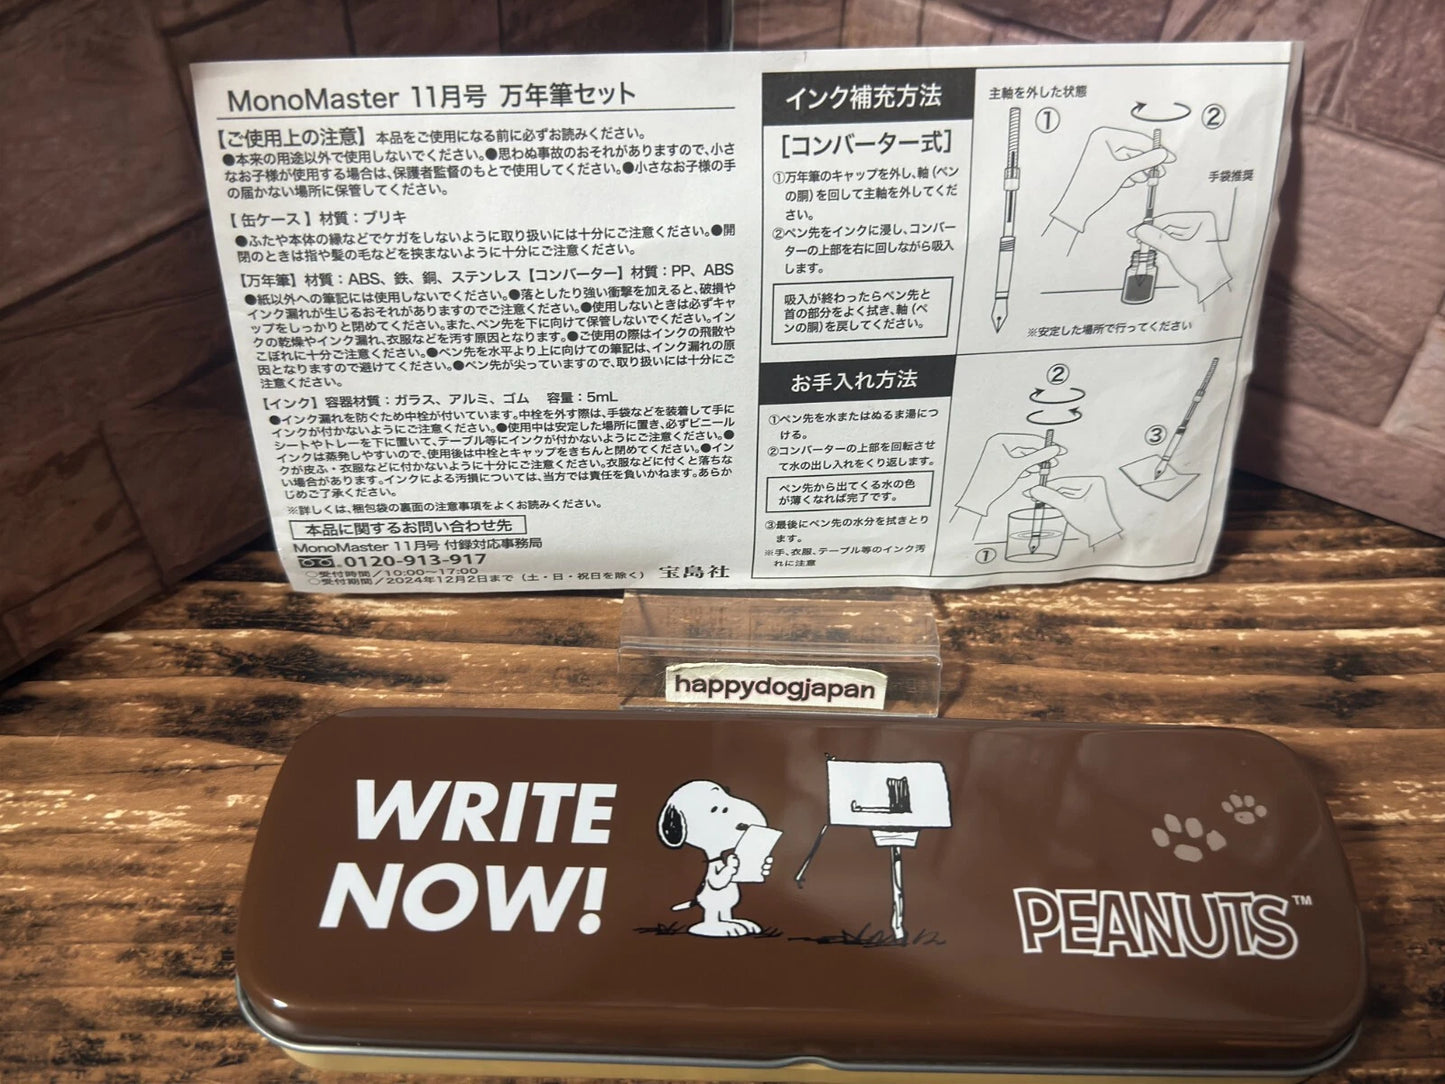 MonoMaster 11月号 万年筆セット
【ご使用上の注意】本品をご使用になる前に必ずお読みください。
●本来の用途以外で使用しないでください。●思わぬ事故のおそれがありますので、小さ
なお子様が使用する場合は、保護者監督のもとで使用してください。●小さなお子様の手
の届かない場所に保管してください。
【 缶ケース 】材質：ブリキ
●ふたや本体の縁などでケガをしないように取り扱いには十分にご注意ください。●開
閉のときは指や髪の毛などを挟まないように十分にご注意ください。
【万年筆】材質：ABS、鉄、銅、ステンレス【コンバーター】材質：PP、ABS
●紙以外への筆記には使用しないでください。●落としたり強い衝撃を加えると、破損や
インク漏れが生じるおそれがありますのでご注意ください。●使用しないときは必ずキャ
ップをしっかりと閉めてください。また、ペン先を下に向けて保管しないでください。イン
クの乾燥やインク漏れ、衣服などを汚す原因となります。●ご使用の際はインクの飛散や
こぼれに十分ご注意ください。●ペン先を水平より上に向けての筆記は、インク漏れの原
因となりますので避けてください。●ペン先が尖っていますので、取り扱いには十分にご
注意ください。
【インク】容器材質：ガラス、アルミ、ゴム 容量：5mL
●インク漏れを防ぐため中栓が付いています。中栓を外す際は、手袋などを装着して手に
インクが付かないようにご注意ください。●使用中は安定した場所に置き、必ずビニール
シートやトレーを下に置いて、テーブル等にインクが付かないようにご注意ください。●
インクは蒸発しやすいので、使用後は中栓とキャップをきちんと閉めてください。●イン
クが皮ふ・衣服などに付かないように十分にご注意ください。衣服などに付くと落ちな
い場合があります。インクによる汚損については、当方では責任を負いかねます。あらか
じめご了承ください。
※詳しくは、梱包袋の裏面の注意事項をよくお読みください。
本品に関するお問い合わせ先
MonoMaster 11月号 付録対応事務局
0120-913-917
○受付時間／10:00～17:00
○受付期間／2024年12月2日まで（土・日・祝日を除く）
宝島社
インク補充方法
［コンバーター式］
①万年筆のキャップを外し、軸（ペン
の胴）を回して主軸を外してくだ
さい。
②ペン先をインクに浸し、コンバー
ターの上部を右に回しながら吸入
します。
吸入が終わったらペン先と
首の部分をよく拭き、軸（ペ
ンの胴）を戻してください。
主軸を外した状態
①
②
手袋推奨
※安定した場所で行ってください
お手入れ方法
①ペン先を水またはぬるま湯につ
ける。
②コンバーターの上部を回転させ
て水の出し入れをくり返します。
ペン先から出てくる水の色
が薄くなれば完了です。
③最後にペン先の水分を拭きとり
ます。
※手、衣服、テーブル等のインク汚
れに注意
②
③
①
happydogjapan
WRITE
NOW!
PEANUTS™